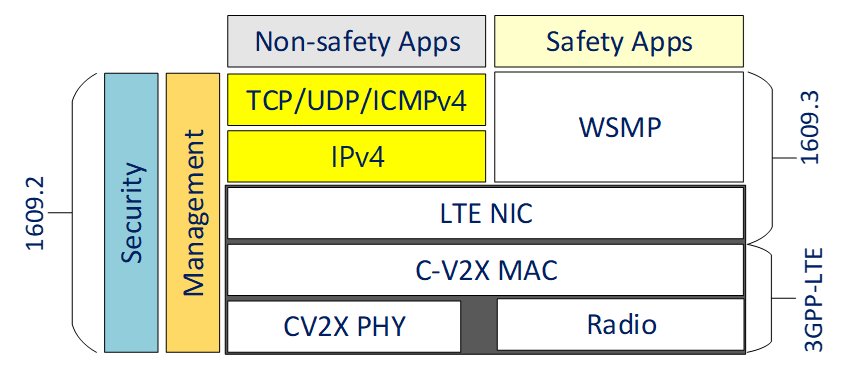 Non-safety Apps
Safety Apps
TCP/UDP/ICMPv4
WSMP
IPv4
LTE NIC
C-V2X MAC
CV2X PHY
Radio
Security
Management
1609.2
1609.3
3GPP-LTE